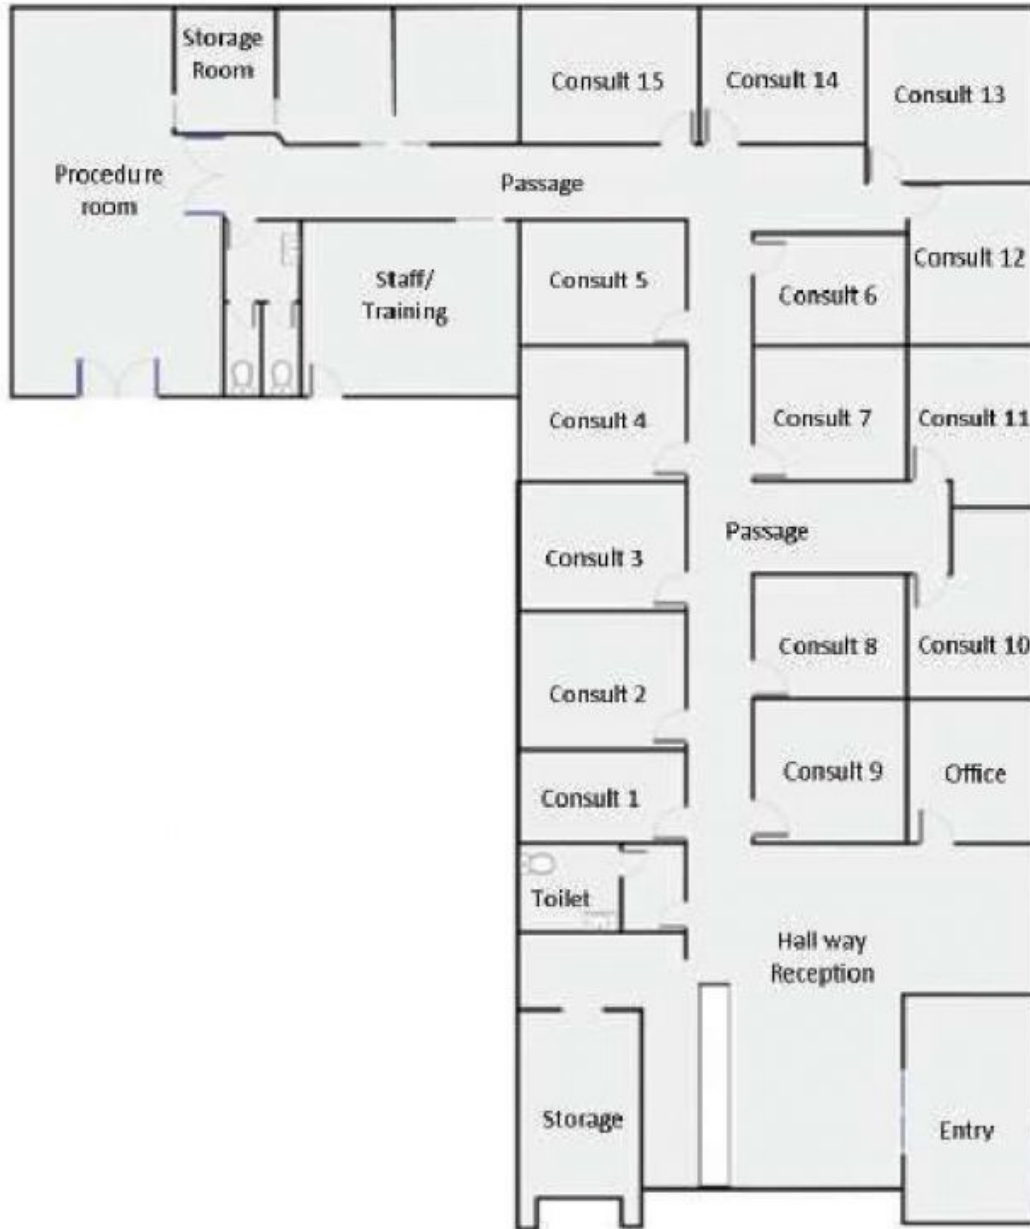 Storage
Room
Consult 15
Consult 14
Consult 13
Procedure
room
Passage
Staff/
Training
Consult 5
Consult 6
Consult 12
Consult 4
Consult 7
Consult 11
Passage
Consult 3
Consult 8
Consult 10
Consult 2
Consult 9
Office
Consult 1
Toilet
Hall way
Reception
Storage
Entry